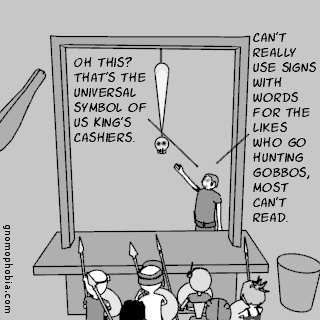 OH THIS?
THAT'S THE
UNIVERSAL
SYMBOL OF
US KING'S
CASHIERS.
CAN'T
REALLY
USE SIGNS
WITH
WORDS
FOR THE
LIKES
WHO GO
HUNTING
GOBBOS,
MOST
CAN'T
READ.
gnomophobia.com